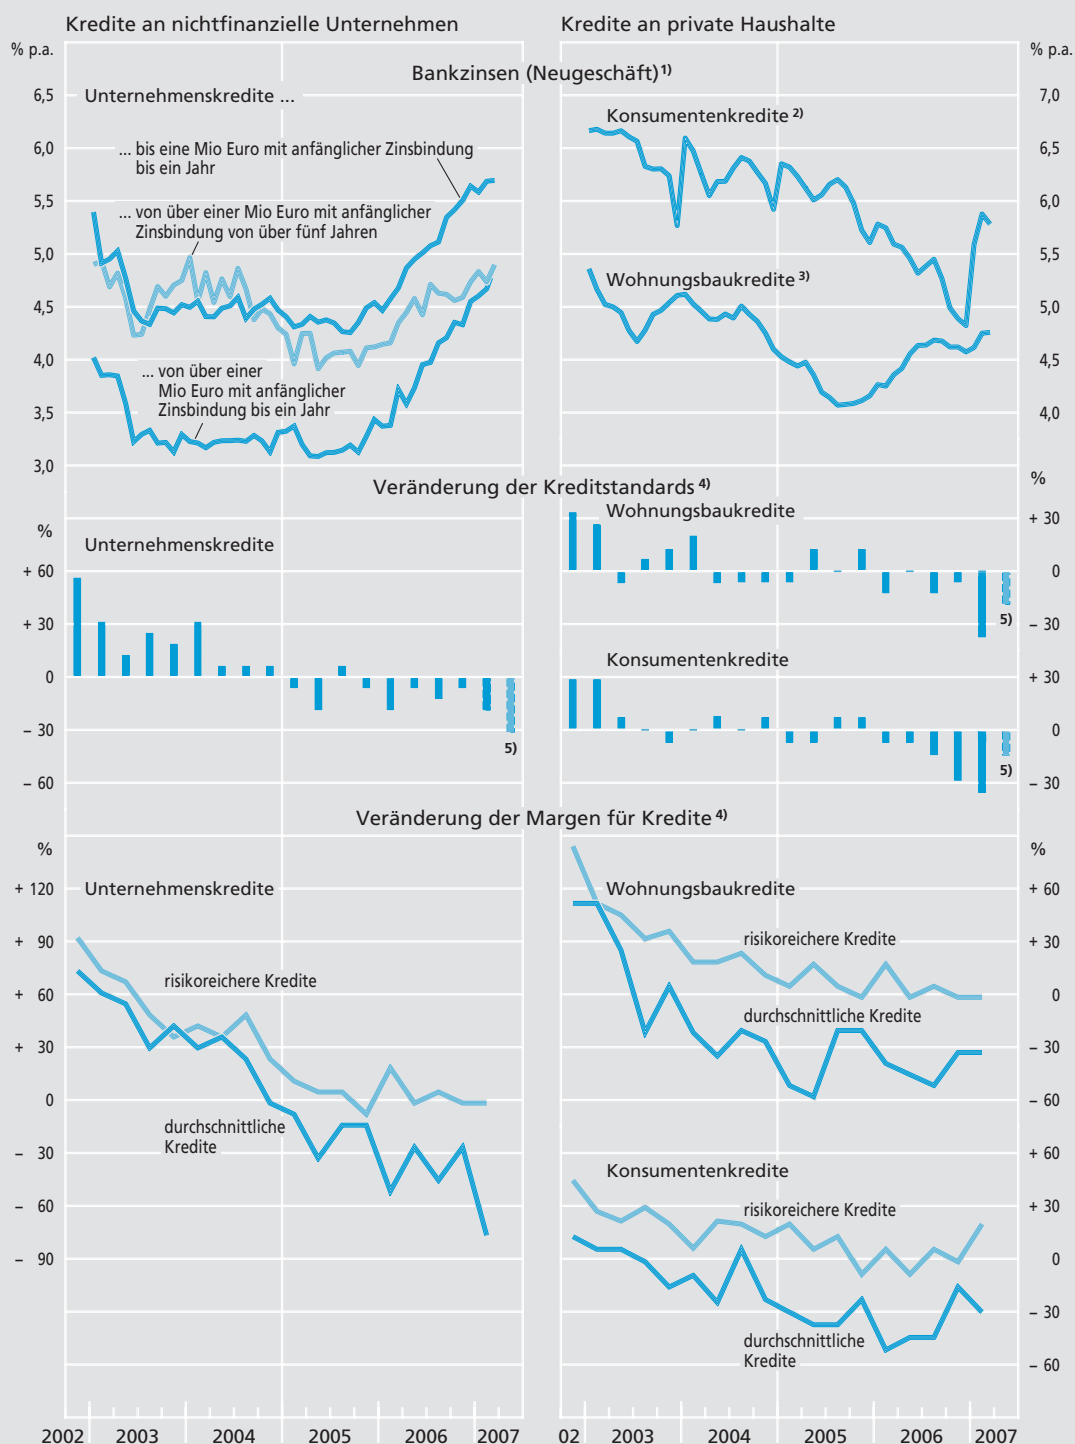 Kredite an nichtfinanzielle Unternehmen
Kredite an private Haushalte
% p.a.
% p.a.
Bankzinsen (Neugeschäft) 1)
6,5
6,0
5,5
5,0
4,5
4,0
3,5
3,0
Unternehmenskredite ...
... bis eine Mio Euro mit anfänglicher Zinsbindung
bis ein Jahr
... von über einer Mio Euro mit anfänglicher
Zinsbindung von über fünf Jahren
... von über einer
Mio Euro mit anfänglicher
Zinsbindung bis ein Jahr
Konsumentenkredite 2)
Wohnungsbaukredite 3)
7,0
6,5
6,0
5,5
5,0
4,5
4,0
Veränderung der Kreditstandards 4)
%
Unternehmenskredite
+ 60
+ 30
0
– 30
– 60
5)
%
Wohnungsbaukredite
+ 30
0
– 30
5)
Konsumentenkredite
+ 30
0
– 30
5)
Veränderung der Margen für Kredite 4)
%
Unternehmenskredite
+ 120
+ 90
+ 60
+ 30
0
– 30
– 60
– 90
risikoreichere Kredite
durchschnittliche
Kredite
%
Wohnungsbaukredite
+ 60
+ 30
0
– 30
– 60
risikoreichere Kredite
durchschnittliche Kredite
Konsumentenkredite
+ 60
+ 30
0
– 30
– 60
risikoreichere Kredite
durchschnittliche
Kredite
2002 2003 2004 2005 2006 2007
02 2003 2004 2005 2006 2007